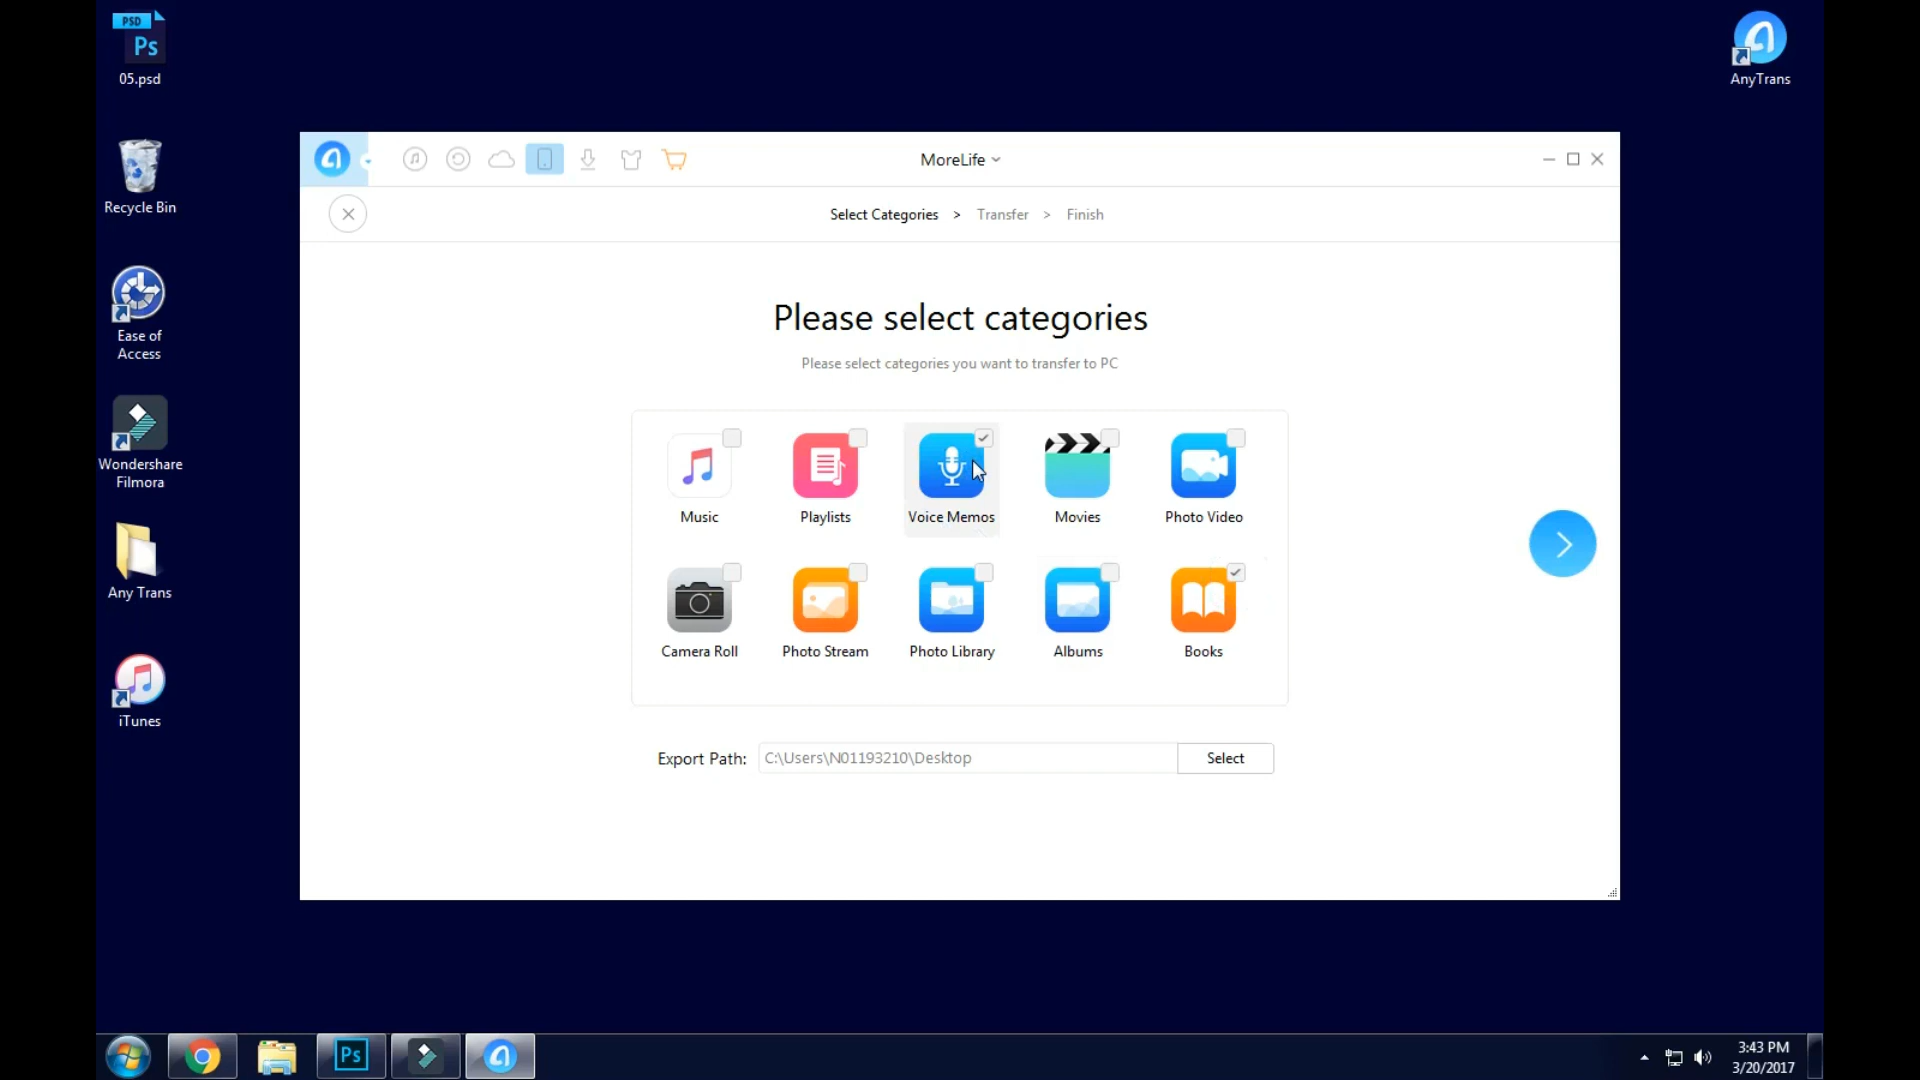 PSD
Ps
05.psd
AnyTrans
Recycle Bin
Ease of
Access
Wondershare
Filmora
Any Trans
iTunes
MoreLife
Select Categories > Transfer > Finish
Please select categories
Please select categories you want to transfer to PC
Music
Playlists
Voice Memos
Movies
Photo Video
Camera Roll
Photo Stream
Photo Library
Albums
Books
Export Path: C:\Users\N01193210\Desktop Select
Ps
3:43 PM
3/20/2017